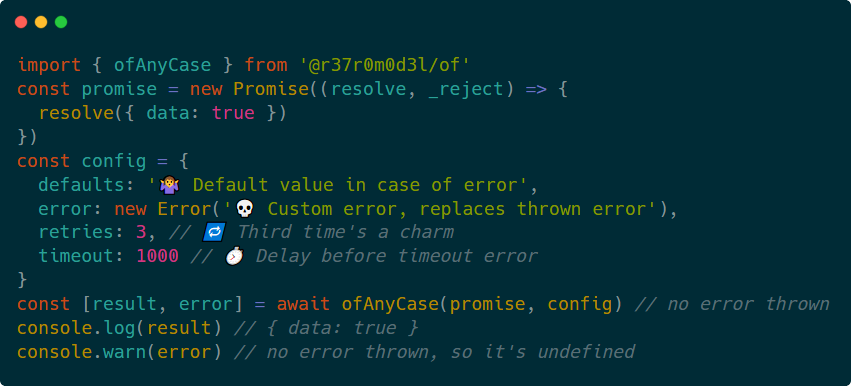 import { ofAnyCase } from '@r37r0m0d3l/of'
const promise = new Promise((resolve, _reject) => {
  resolve({ data: true })
})
const config = {
  defaults: '🤷‍♀️ Default value in case of error',
  error: new Error('💀 Custom error, replaces thrown error'),
  retries: 3, // 🔁 Third time's a charm
  timeout: 1000 // ⏱️ Delay before timeout error
}
const [result, error] = await ofAnyCase(promise, config) // no error thrown
console.log(result) // { data: true }
console.warn(error) // no error thrown, so it's undefined